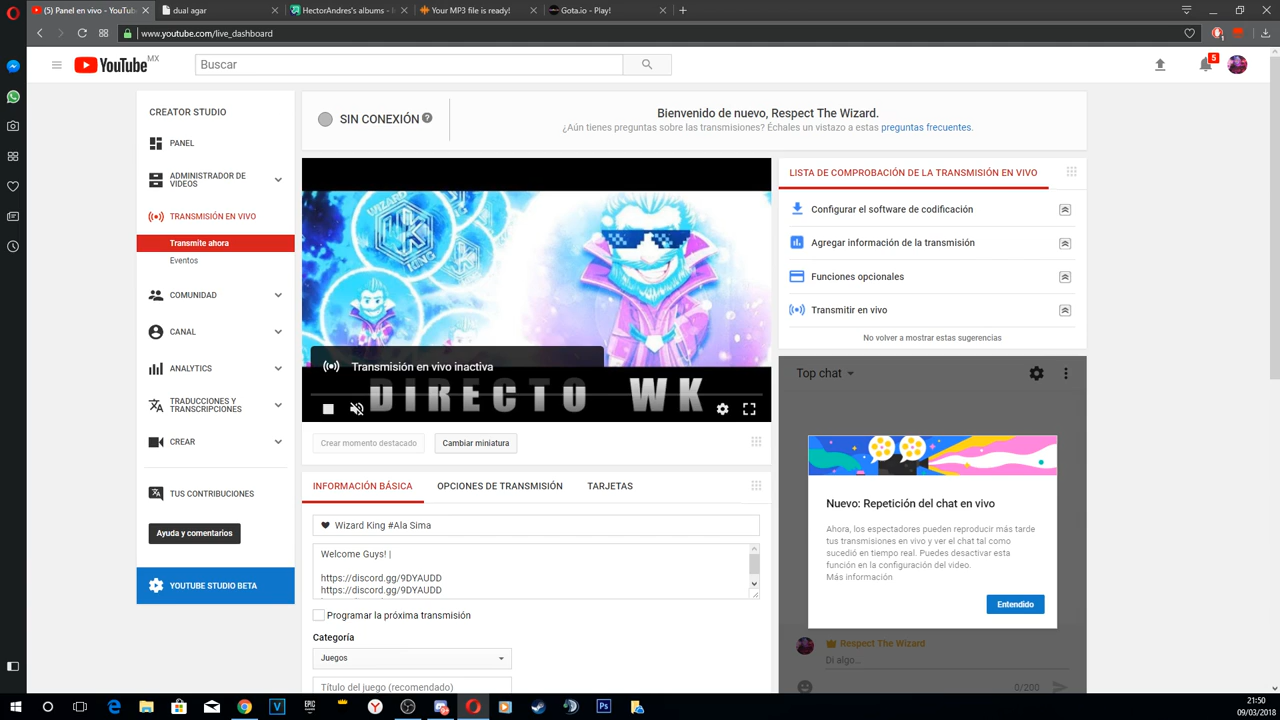 (5) Panel en vivo - YouTub
dual agar
HectorAndres's albums -
Your MP3 file is ready!
Gota.io - Play!
www.youtube.com/live_dashboard
YouTube MX
Buscar
5
CREATOR STUDIO
PANEL
ADMINISTRADOR DE
VIDEOS
TRANSMISIÓN EN VIVO
Transmite ahora
Eventos
COMUNIDAD
CANAL
ANALYTICS
TRADUCCIONES Y
TRANSCRIPCIONES
CREAR
TUS CONTRIBUCIONES
Ayuda y comentarios
YOUTUBE STUDIO BETA
SIN CONEXIÓN
Bienvenido de nuevo, Respect The Wizard.
¿Aún tienes preguntas sobre las transmisiones? Échales un vistazo a estas preguntas frecuentes.
WIZARD
KING
Transmisión en vivo inactiva
DIRECTO WK
Crear momento destacado
Cambiar miniatura
INFORMACIÓN BÁSICA
OPCIONES DE TRANSMISIÓN
TARJETAS
♥ Wizard King #Ala Sima
Welcome Guys! |
https://discord.gg/9DYAUDD
https://discord.gg/9DYAUDD
Programar la próxima transmisión
Categoría
Juegos
Título del juego (recomendado)
LISTA DE COMPROBACIÓN DE LA TRANSMISIÓN EN VIVO
Configurar el software de codificación
Agregar información de la transmisión
Funciones opcionales
Transmitir en vivo
No volver a mostrar estas sugerencias
Top chat
Nuevo: Repetición del chat en vivo
Ahora, los espectadores pueden reproducir más tarde
tus transmisiones en vivo y ver el chat tal como
sucedió en tiempo real. Puedes desactivar esta
función en la configuración del video.
Más información
Entendido
Respect The Wizard
Di algo...
0/200
EPIC
21:50
09/03/2018